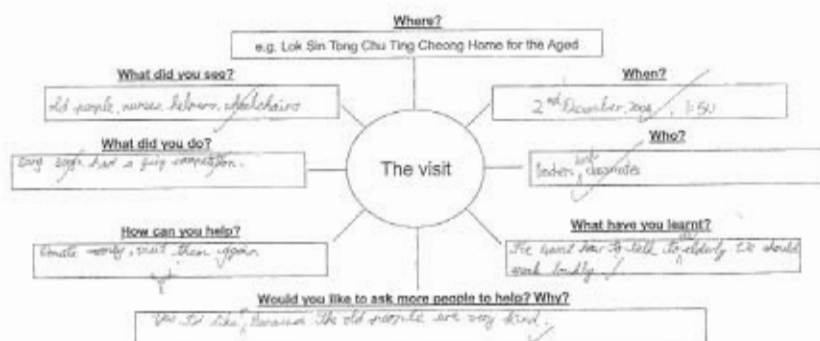 Where?
e.g. Lok Sin Tong Chu Ting Cheong Home for the Aged
What did you see?
old people, nurses, helpers, wheelchairs
When?
2nd December, 1:50
What did you do?
Sang songs had a quiz competition.
The visit
Who?
teachers, classmates
How can you help?
Donate money, visit them again
What have you learnt?
I've learnt how to talk to elderly We should
loudly
Would you like to ask more people to help? Why?
Yes I'd like, Because the old people are very kind.